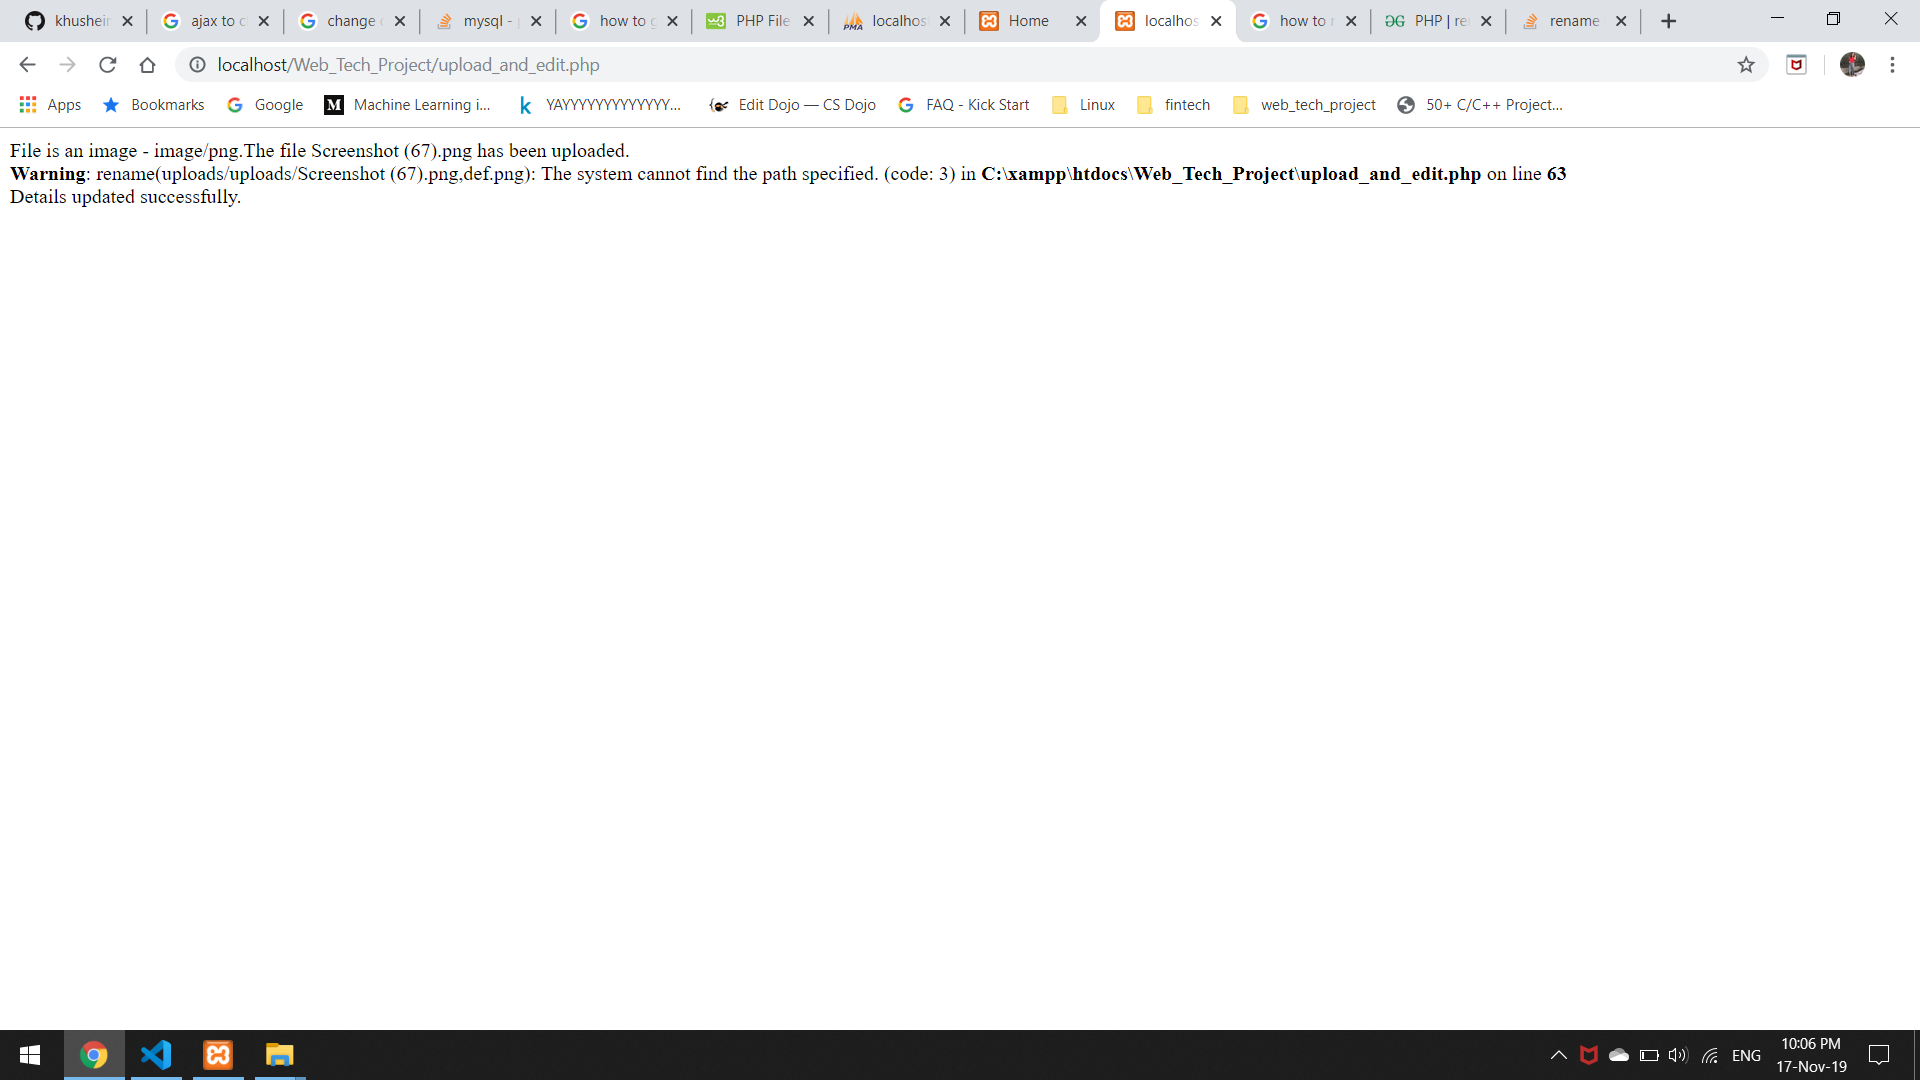 khushein
ajax to c
change c
mysql - p
how to g
PHP File
localhos
Home
localhos
how to r
PHP | re
rename
localhost/Web_Tech_Project/upload_and_edit.php
Apps
Bookmarks
Google
Machine Learning i...
YAYYYYYYYYYYYYY...
Edit Dojo — CS Dojo
FAQ - Kick Start
Linux
fintech
web_tech_project
50+ C/C++ Project...
File is an image - image/png.The file Screenshot (67).png has been uploaded.
Warning: rename(uploads/uploads/Screenshot (67).png,def.png): The system cannot find the path specified. (code: 3) in C:\xampp\htdocs\Web_Tech_Project\upload_and_edit.php on line 63
Details updated successfully.
ENG
10:06 PM
17-Nov-19